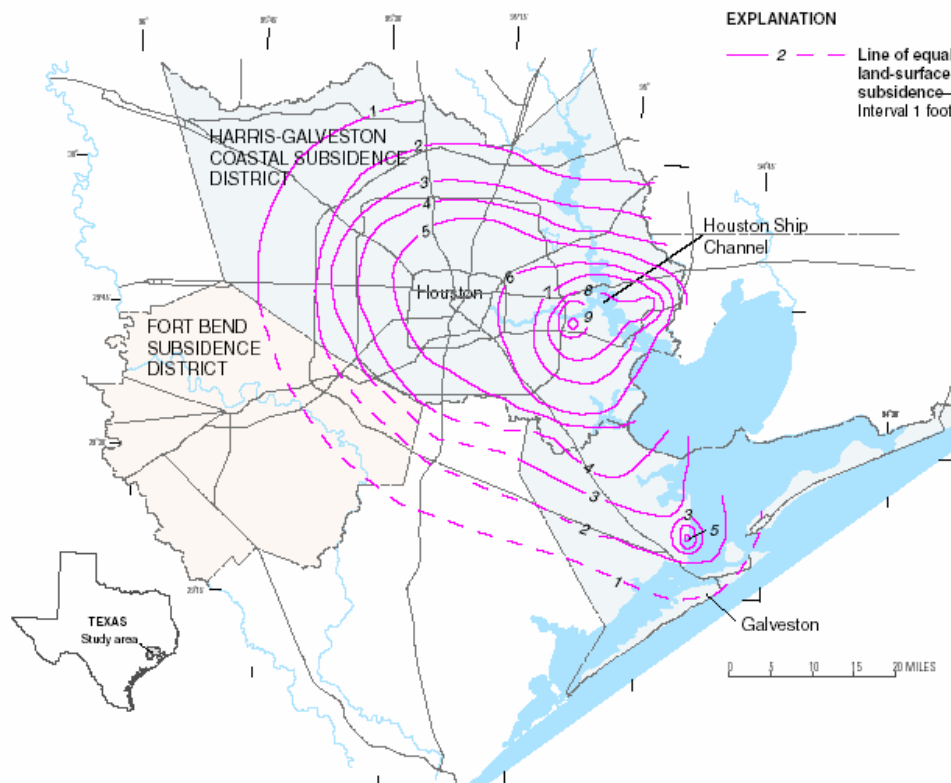 EXPLANATION
2
Line of equal
land-surface
subsidence—
Interval 1 foot
1
HARRIS-GALVESTON
COASTAL SUBSIDENCE
DISTRICT
2
3
4
5
Houston Ship
Channel
6
8
Houston
9
FORT BEND
SUBSIDENCE
DISTRICT
4
3
3
5
2
1
TEXAS
Study area
Galveston
0 5 10 15 20 MILES